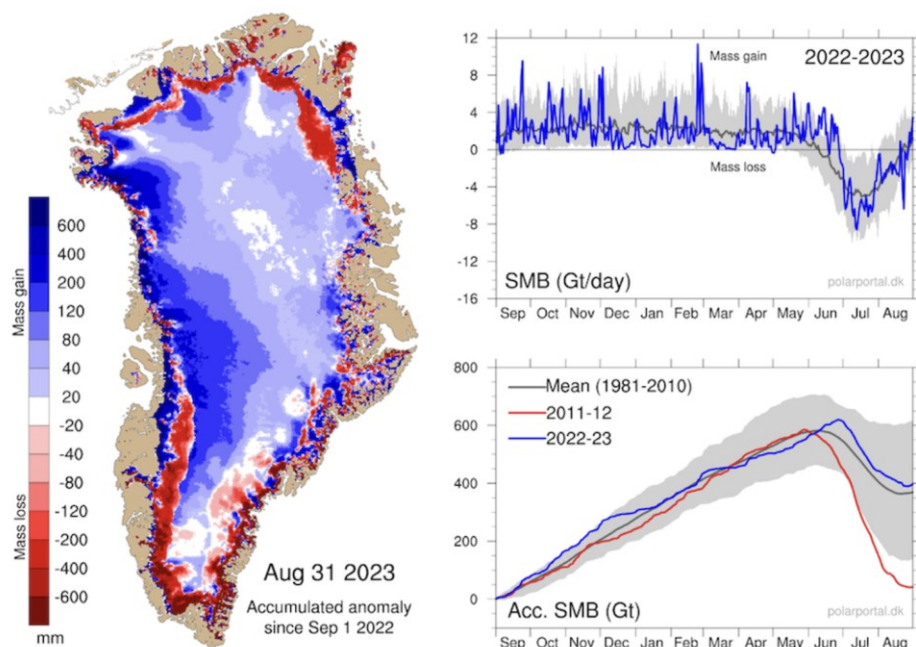 Mass gain
Mass loss
600
400
200
120
80
40
20
-20
-40
-80
-120
-200
-400
-600
mm
Aug 31 2023
Accumulated anomaly
since Sep 1 2022
12
8
4
0
-4
-8
-12
-16
Mass gain
2022-2023
Mass loss
SMB (Gt/day)
polarportal.dk
Sep Oct Nov Dec Jan Feb Mar Apr May Jun Jul Aug
800
600
400
200
0
Mean (1981-2010)
2011-12
2022-23
Acc. SMB (Gt)
polarportal.dk
Sep Oct Nov Dec Jan Feb Mar Apr May Jun Jul Aug